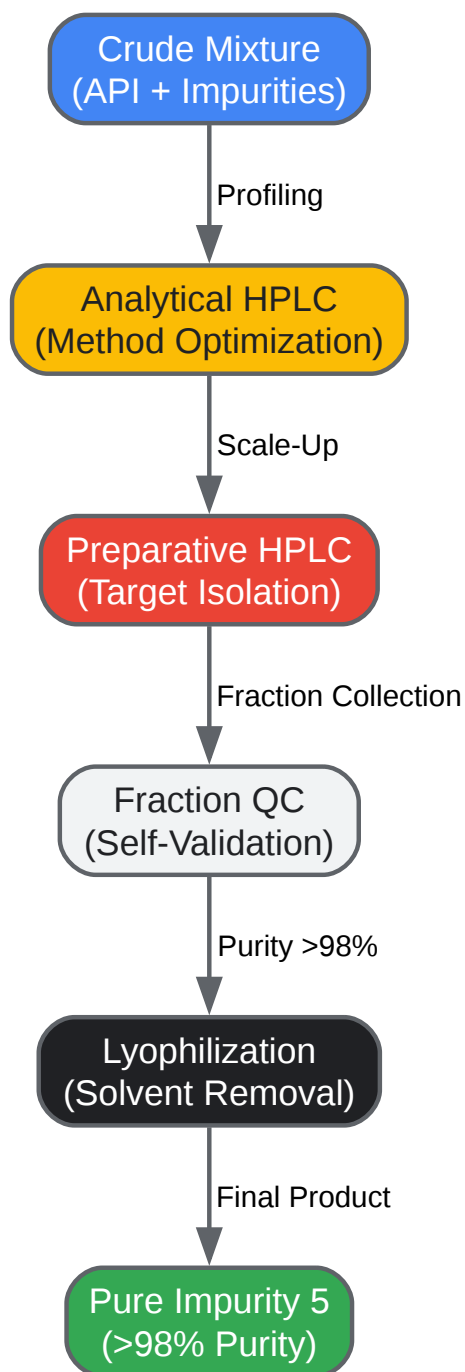 Crude Mixture
(API + Impurities)
Profiling
Analytical HPLC
(Method Optimization)
Scale-Up
Preparative HPLC
(Target Isolation)
Fraction Collection
Fraction QC
(Self-Validation)
Purity >98%
Lyophilization
(Solvent Removal)
Final Product
Pure Impurity 5
(>98% Purity)